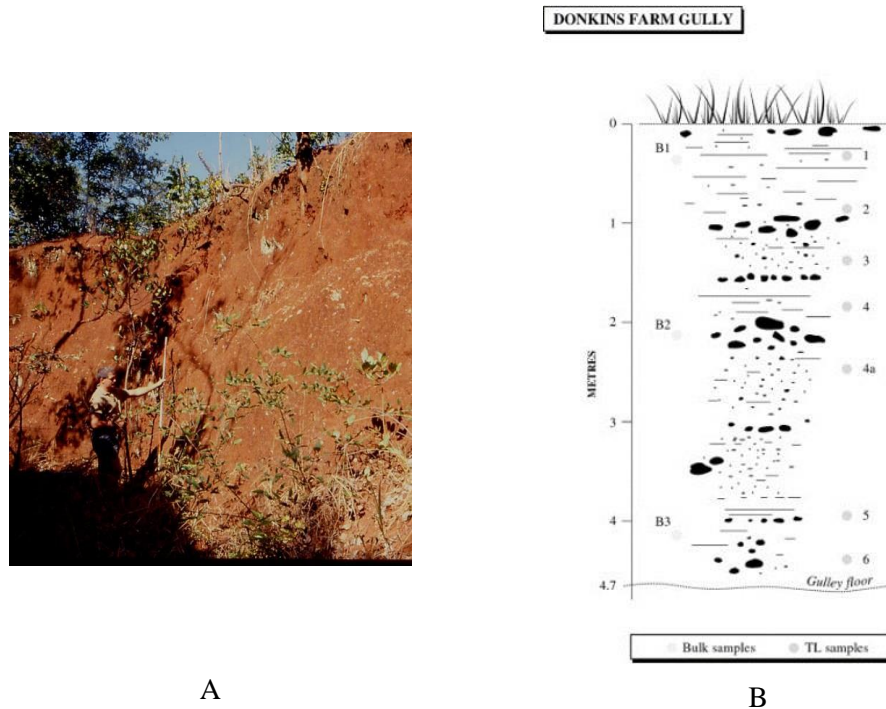 DONKINS FARM GULLY
0
B1
1
2
1
3
4
2
B2
4a
METRES
3
4
B3
5
6
4.7
Gulley floor
Bulk samples
TL samples
A
B